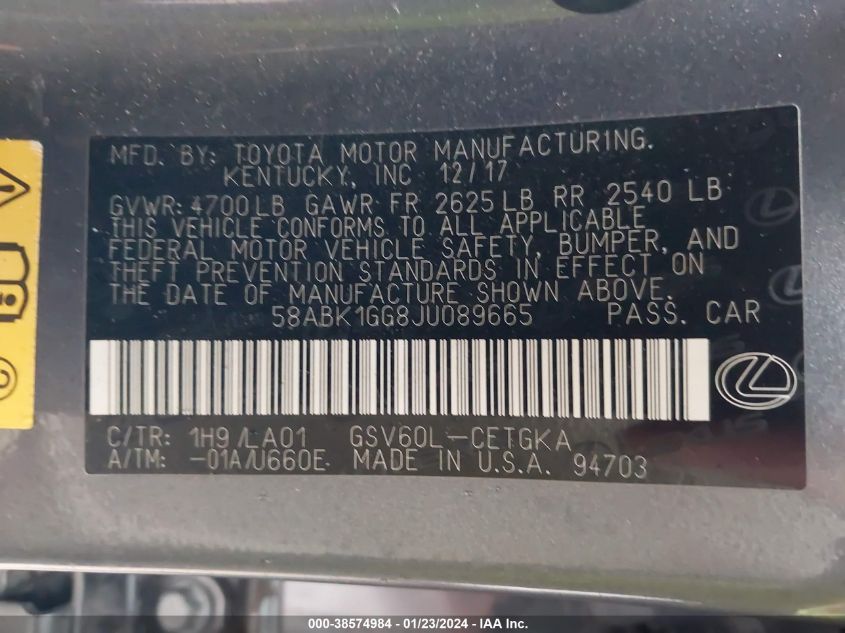 MFD. BY: TOYOTA MOTOR MANUFACTURING.
KENTUCKY, INC 12/17
GVWR: 4700LB GAWR FR 2625LB RR 2540 LB
THIS VEHICLE CONFORMS TO ALL APPLICABLE
FEDERAL MOTOR VEHICLE SAFETY, BUMPER, AND
THEFT PREVENTION STANDARDS IN EFFECT ON
THE DATE OF MANUFACTURE SHOWN ABOVE.
58ABK1GG8JU089665 PASS. CAR
C/TR: 1H9/LA01 GSV60L-CETGKA
A/TM: -01A/U660E MADE IN U.S.A. 94703
000-38574984 - 01/23/2024 - 1Smc. - IAAI.com